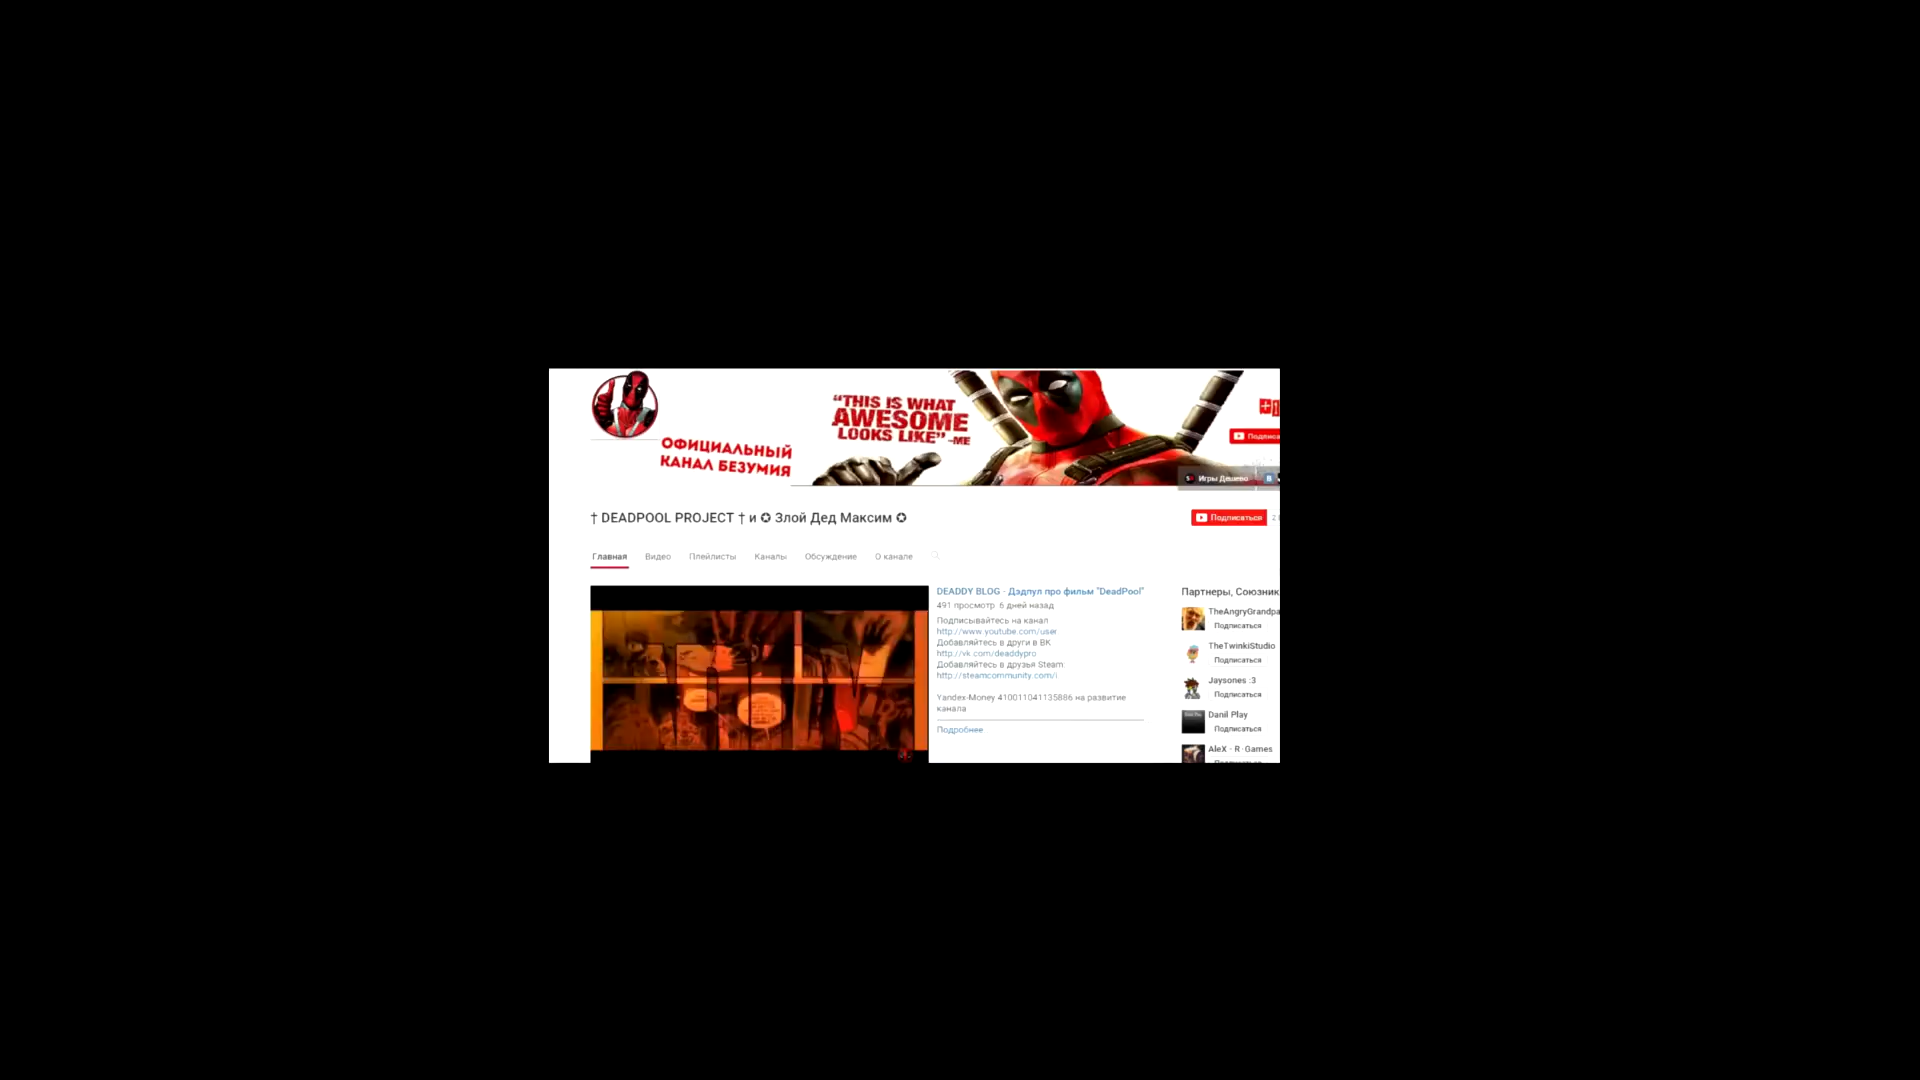 "THIS IS WHAT
AWESOME
LOOKS LIKE" -ME
ОФИЦИАЛЬНЫЙ
КАНАЛ БЕЗУМИЯ
Игры Дешево
† DEADPOOL PROJECT † и ✪ Злой Дед Максим ✪
Подписаться
Главная Видео Плейлисты Каналы Обсуждение О канале
DEADDY BLOG - Дэдпул про фильм "DeadPool"
491 просмотр 6 дней назад
Подписывайтесь на канал
http://www.youtube.com/user
Добавляйтесь в други в ВК
http://vk.com/deaddypro
Добавляйтесь в друзья Steam:
http://steamcommunity.com/i
Yandex-Money 410011041135886 на развитие
канала
Подробнее
Партнеры, Союзник
TheAngryGrandpa
Подписаться
TheTwinkiStudio
Подписаться
Jaysones :3
Подписаться
Danil Play
Подписаться
AleX - R -Games